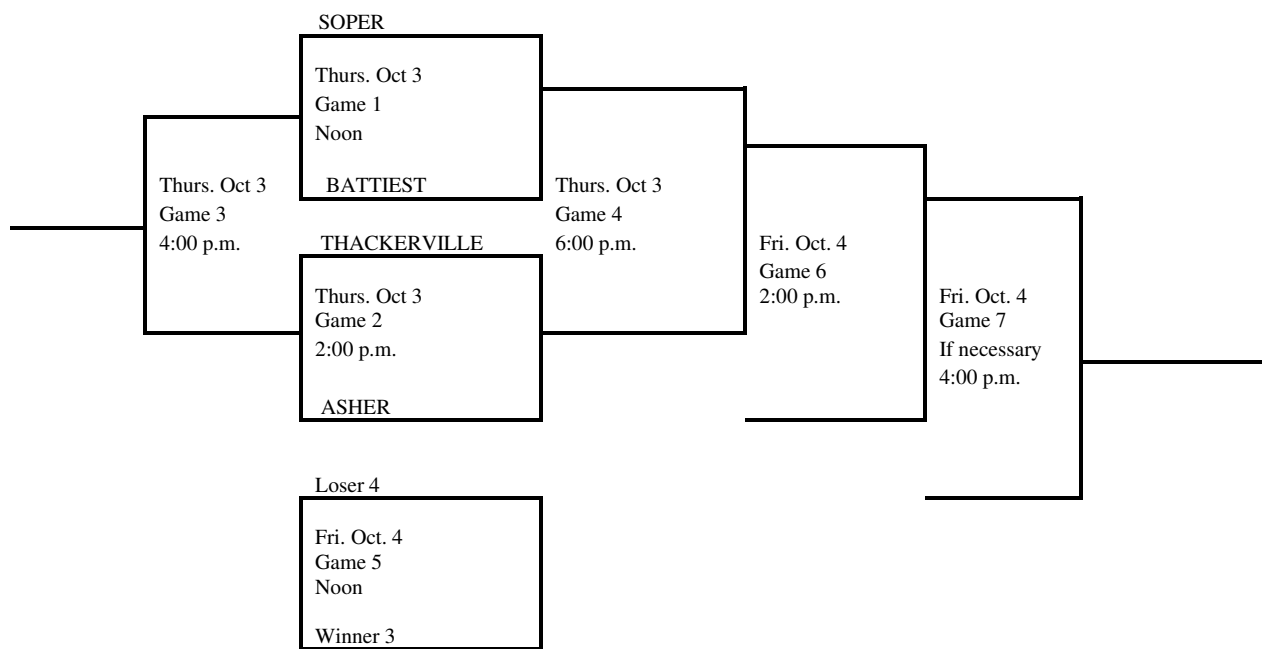 SOPER
Thurs. Oct 3
Game 1
Noon
BATTIEST
Thurs. Oct 3
Game 3
4:00 p.m.
Thurs. Oct 3
Game 4
6:00 p.m.
THACKERVILLE
Thurs. Oct 3
Game 2
2:00 p.m.
ASHER
Fri. Oct. 4
Game 6
2:00 p.m.
Fri. Oct. 4
Game 7
If necessary
4:00 p.m.
Loser 4
Fri. Oct. 4
Game 5
Noon
Winner 3